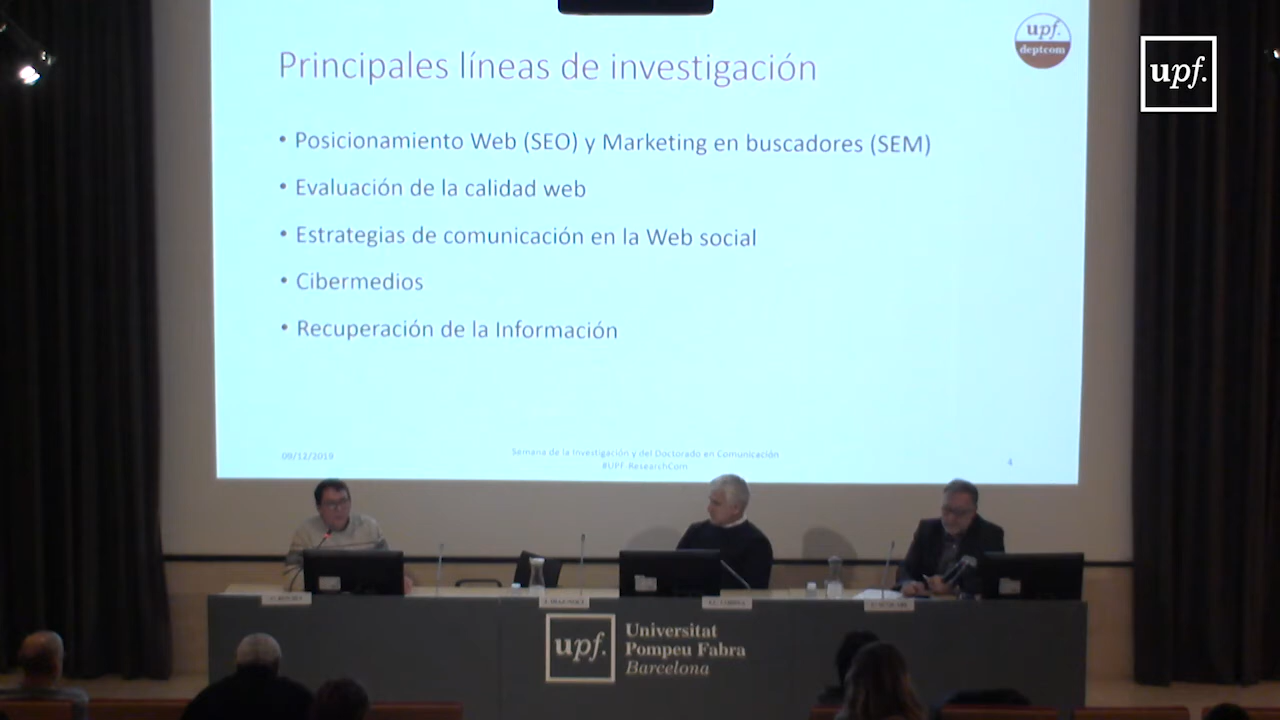 Principales líneas de investigación
upf.
deptcom
upf.
• Posicionamiento Web (SEO) y Marketing en buscadores (SEM)
• Evaluación de la calidad web
• Estrategias de comunicación en la Web social
• Cibermedios
• Recuperación de la Información
09/12/2019
Semana de la Investigación y del Doctorado en Comunicación
#UPF ResearchCom
4
upf.
Universitat
Pompeu Fabra
Barcelona